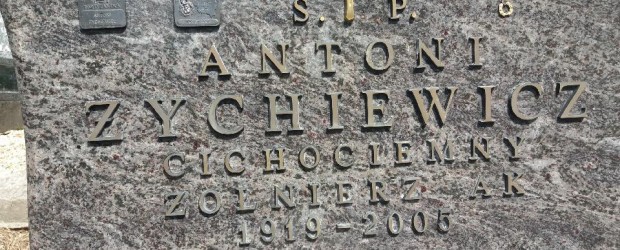 S. P.
ANTONI
ZYCHIEWICZ
CICHOCIEMNY
ŻOŁNIERZ AK
1919-2005